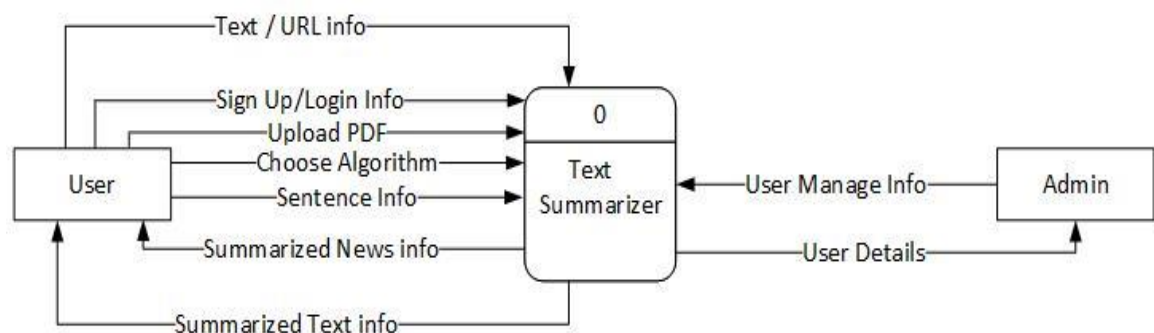 Text / URL info
Sign Up/Login Info
0
Upload PDF
Choose Algorithm
User
Text
Summarizer
User Manage Info
Admin
Sentence Info
Summarized News info
User Details
Summarized Text info